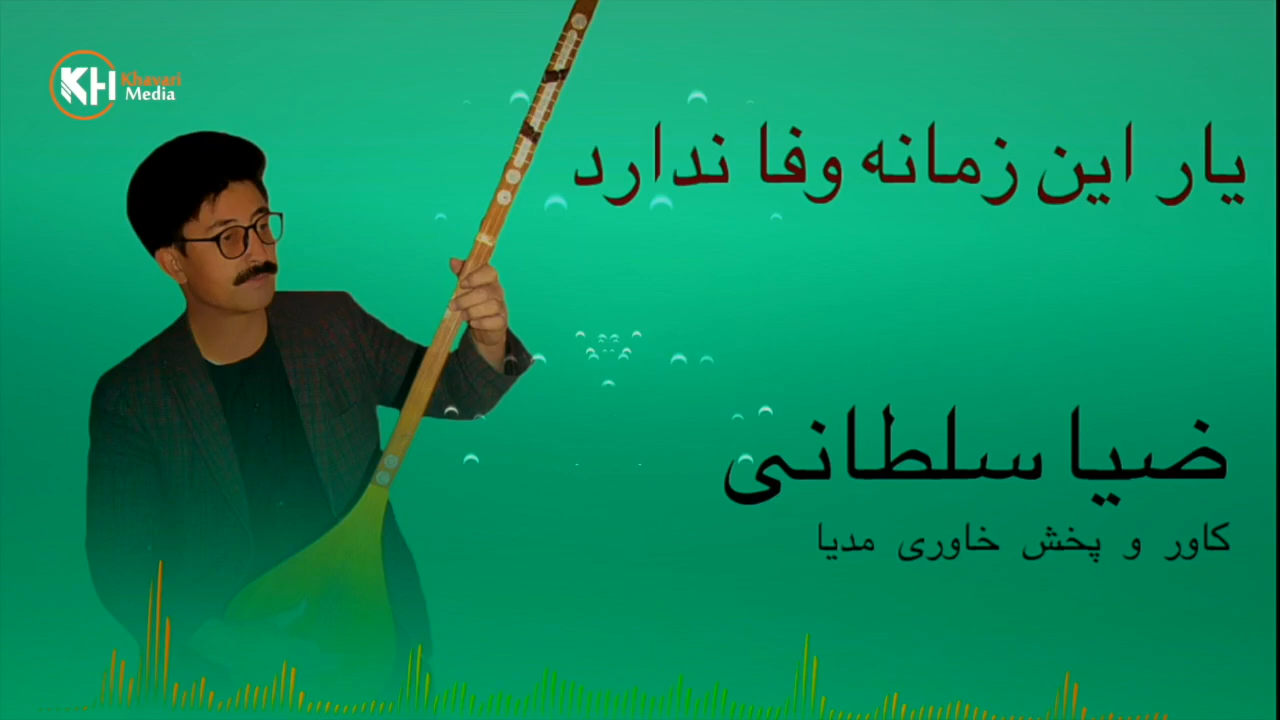 KH Khavari
Media
یار این زمانه وفا ندارد
ضیا سلطانی
کاور و پخش خاوری مدیا